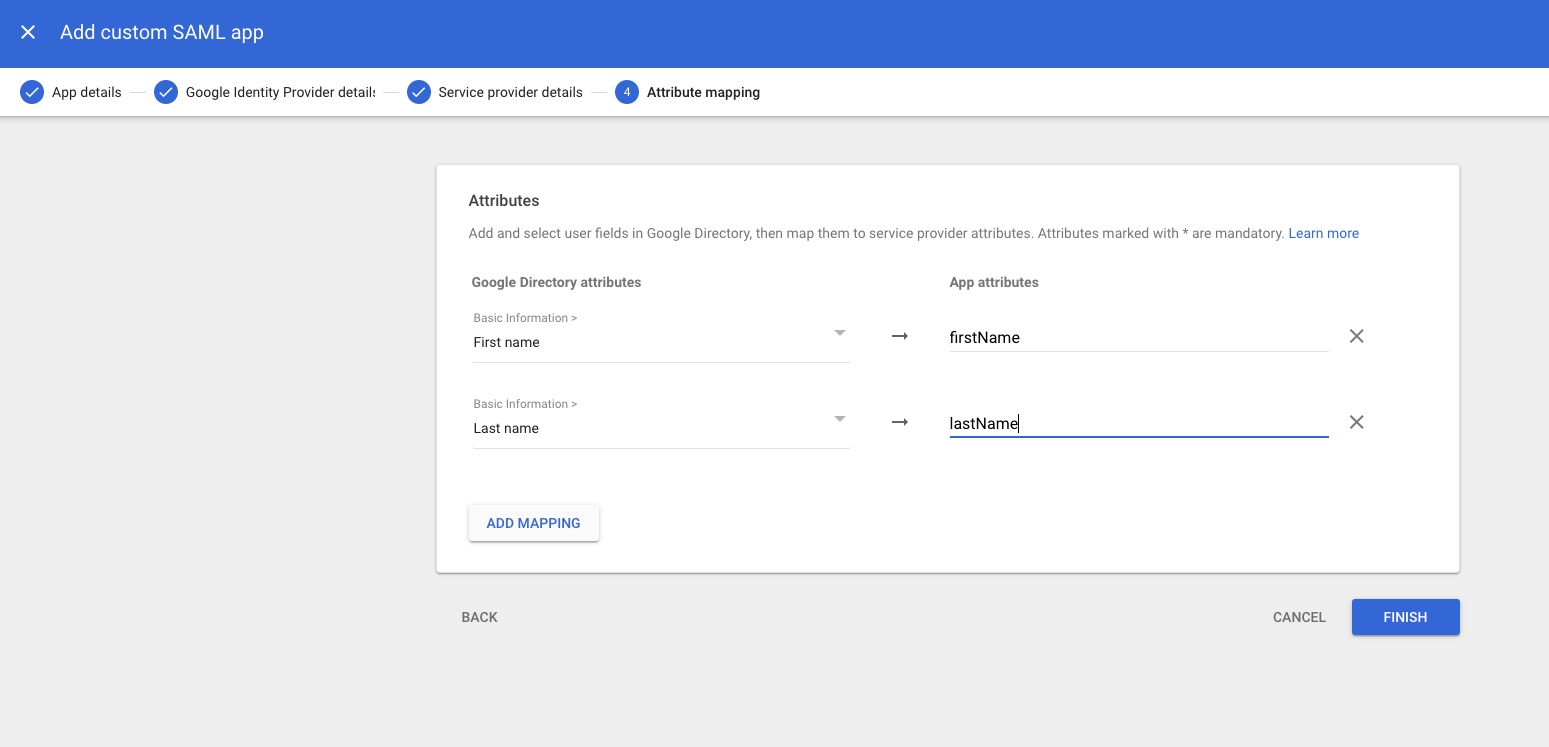 Add custom SAML app
App details
Google Identity Provider details
Service provider details
4
Attribute mapping
Attributes
Add and select user fields in Google Directory, then map them to service provider attributes. Attributes marked with * are mandatory. Learn more
Google Directory attributes
App attributes
Basic Information >
First name
firstName
Basic Information >
Last name
lastName
ADD MAPPING
BACK
CANCEL
FINISH